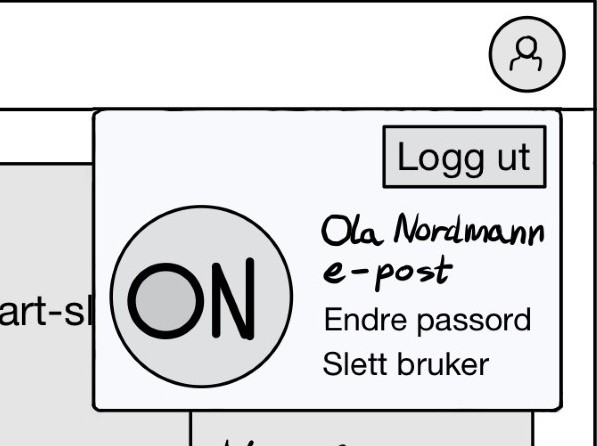 Logg ut
Ola Nordmann
e-post
ON
Endre passord
Slett bruker
art-sl